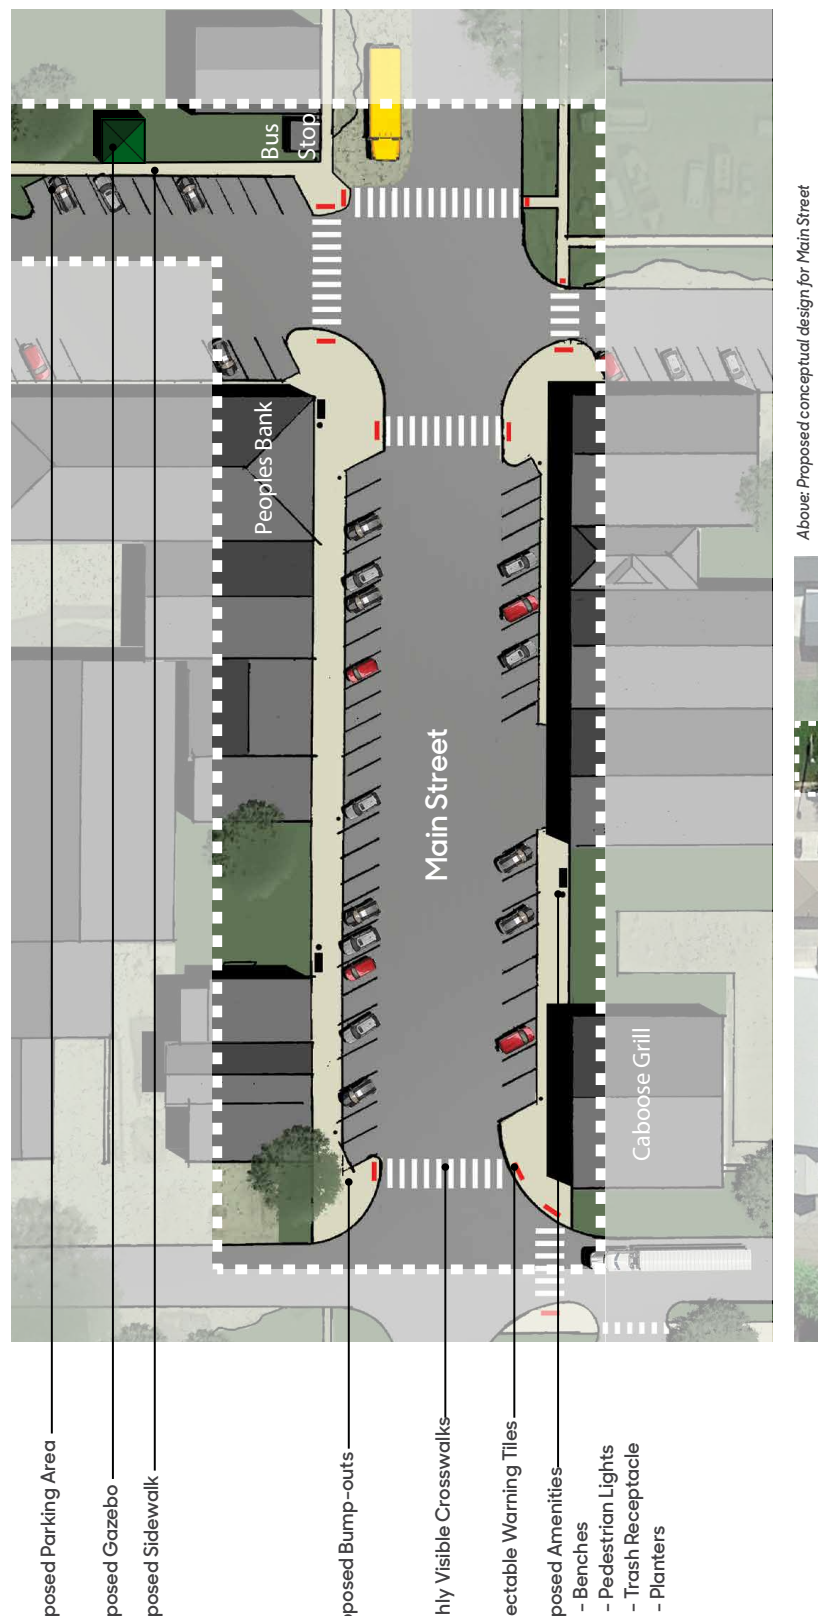 Above: Proposed conceptual design for Main Street
Bus
Stop
Peoples Bank
Main Street
Caboose Grill
posed Parking Area
posed Gazebo
posed Sidewalk
posed Bump-outs
hly Visible Crosswalks
ectable Warning Tiles
posed Amenities
- Benches
- Pedestrian Lights
- Trash Receptacle
- Planters